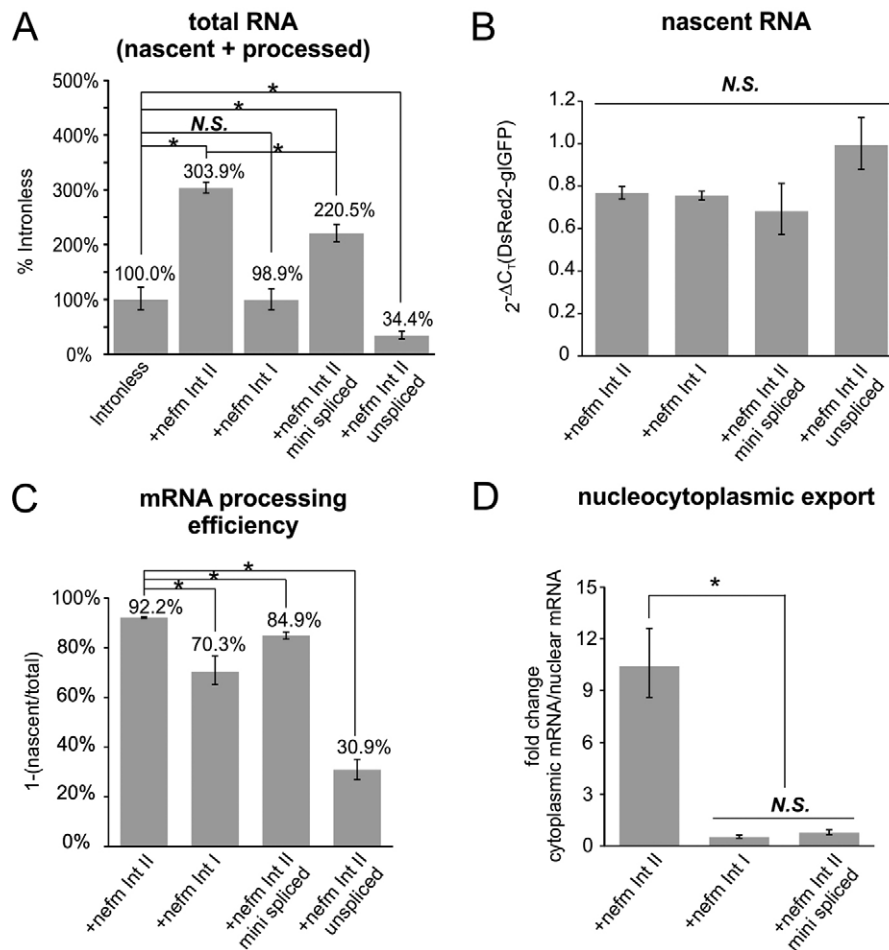 A
total RNA
(nascent + processed)
500%
400%
300%
200%
100%
0%
% Intronless
*
*
N.S.
*
*
100.0%
303.9%
98.9%
220.5%
34.4%
Intronless
+nefm Int II
+nefm Int I
+nefm Int II
mini spliced
+nefm Int II
unspliced
B
nascent RNA
N.S.
1.2
1.0
0.8
0.6
0.4
0.2
0
2-ΔCT(DsRed2-glGFP)
+nefm Int II
+nefm Int I
+nefm Int II
mini spliced
+nefm Int II
unspliced
C
mRNA processing
efficiency
100%
80%
60%
40%
20%
0%
1-(nascent/total)
*
*
*
92.2%
70.3%
84.9%
30.9%
+nefm Int II
+nefm Int I
+nefm Int II
mini spliced
+nefm Int II
unspliced
D
nucleocytoplasmic export
15
12
9
6
3
0
fold change
cytoplasmic mRNA/nuclear mRNA
*
N.S.
+nefm Int II
+nefm Int I
+nefm Int II
mini spliced